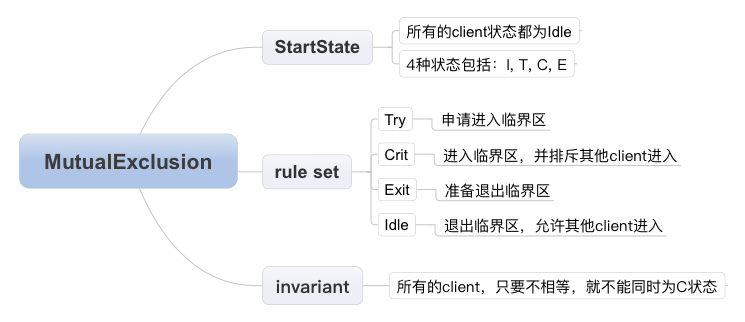 MutualExclusion
StartState
所有的client状态都为Idle
4种状态包括：I, T, C, E
rule set
Try
申请进入临界区
Crit
进入临界区，并排斥其他client进入
Exit
准备退出临界区
Idle
退出临界区，允许其他client进入
invariant
所有的client，只要不相等，就不能同时为C状态